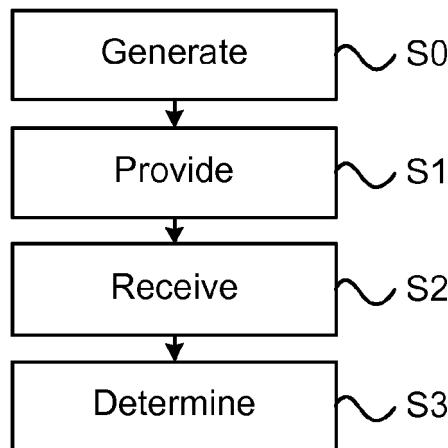 Generate S0
Provide S1
Receive S2
Determine S3